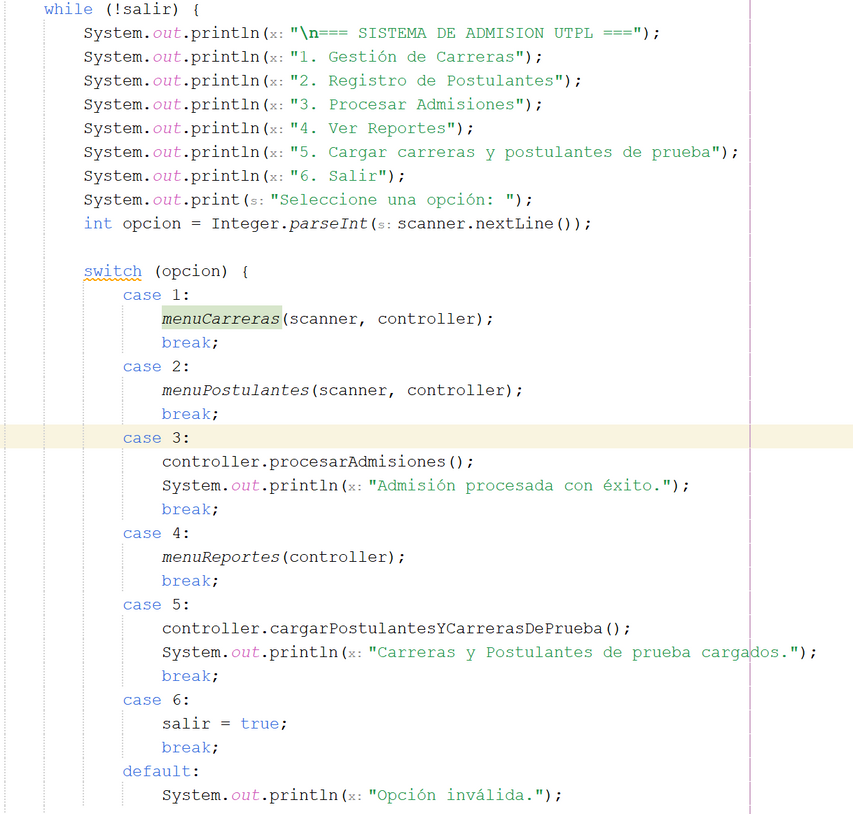 while (!salir) {
System.out.println(x: "\n=== SISTEMA DE ADMISION UTPL ===");
System.out.println(x: "1. Gestión de Carreras");
System.out.println(x: "2. Registro de Postulantes");
System.out.println(x: "3. Procesar Admisiones");
System.out.println(x: "4. Ver Reportes");
System.out.println(x: "5. Cargar carreras y postulantes de prueba");
System.out.println(x: "6. Salir");
System.out.print(s: "Seleccione una opción: ");
int opcion = Integer.parseInt(s: scanner.nextLine());
switch (opcion) {
case 1:
menuCarreras(scanner, controller);
break;
case 2:
menuPostulantes(scanner, controller);
break;
case 3:
controller.procesarAdmisiones();
System.out.println(x: "Admisión procesada con éxito.");
break;
case 4:
menuReportes(controller);
break;
case 5:
controller.cargarPostulantesYCarrerasDePrueba();
System.out.println(x: "Carreras y Postulantes de prueba cargados.");
break;
case 6:
salir = true;
break;
default:
System.out.println(x: "Opción inválida.");